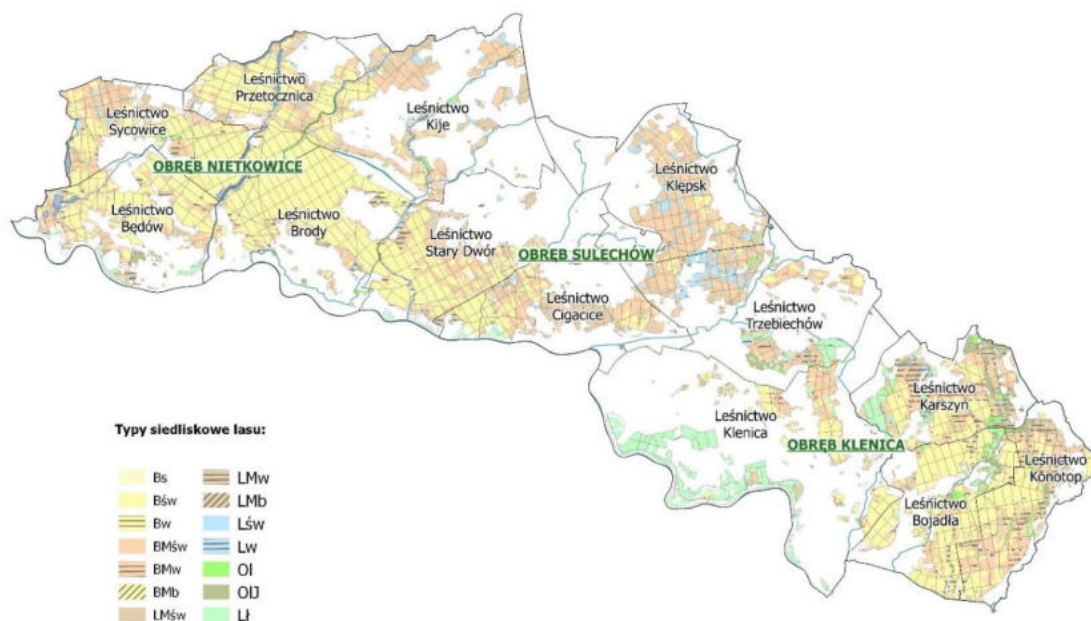 Leśnictwo
Przetocznica
Leśnictwo
Sycowice
Leśnictwo
Kije
OBRĘB NIETKOWICE
Leśnictwo
Klępsk
Leśnictwo
Będów
Leśnictwo
Brody
Leśnictwo
Stary Dwór
OBRĘB SULECHÓW
Leśnictwo
Cigacice
Leśnictwo
Trzebiechów
Leśnictwo
Karszyn
Leśnictwo
Klenica
OBRĘB KLENICA
Leśnictwo
Konotop
Leśnictwo
Bojadła
Typy siedliskowe lasu:
Bs
Bśw
Bw
BMśw
BMw
BMb
LMśw
LMw
LMb
Lśw
Lw
Ol
OlJ
Lł